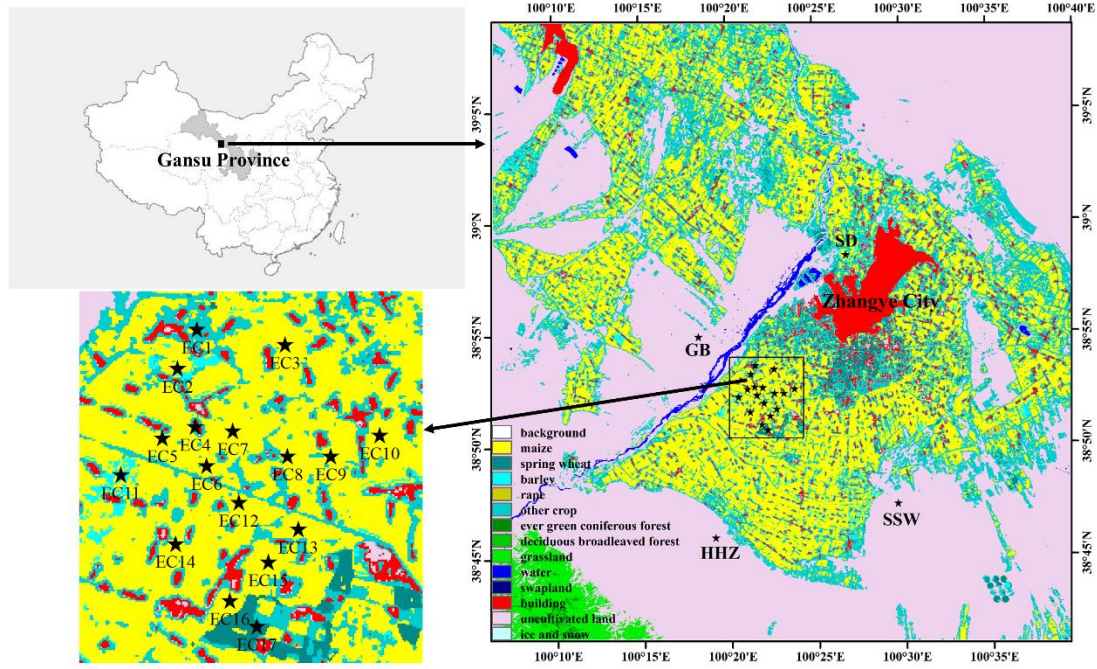 Gansu Province
100°10'E 100°15'E 100°20'E 100°25'E 100°30'E 100°35'E 100°40'E
39°5'N
39°5'N
39°N
39°N
38°55'N
38°55'N
38°50'N
38°50'N
38°45'N
38°45'N
SD
Zhangye City
GB
SSW
HHZ
background
maize
spring wheat
barley
rape
other crop
ever green coniferous forest
deciduous broadleaved forest
grassland
water
swapland
building
uncultivated land
ice and snow
100°10'E 100°15'E 100°20'E 100°25'E 100°30'E 100°35'E
EC1
EC3
EC2
EC4
EC7
EC5
EC10
EC6
EC8
EC9
EC11
EC12
EC13
EC14
EC15
EC16
EC17